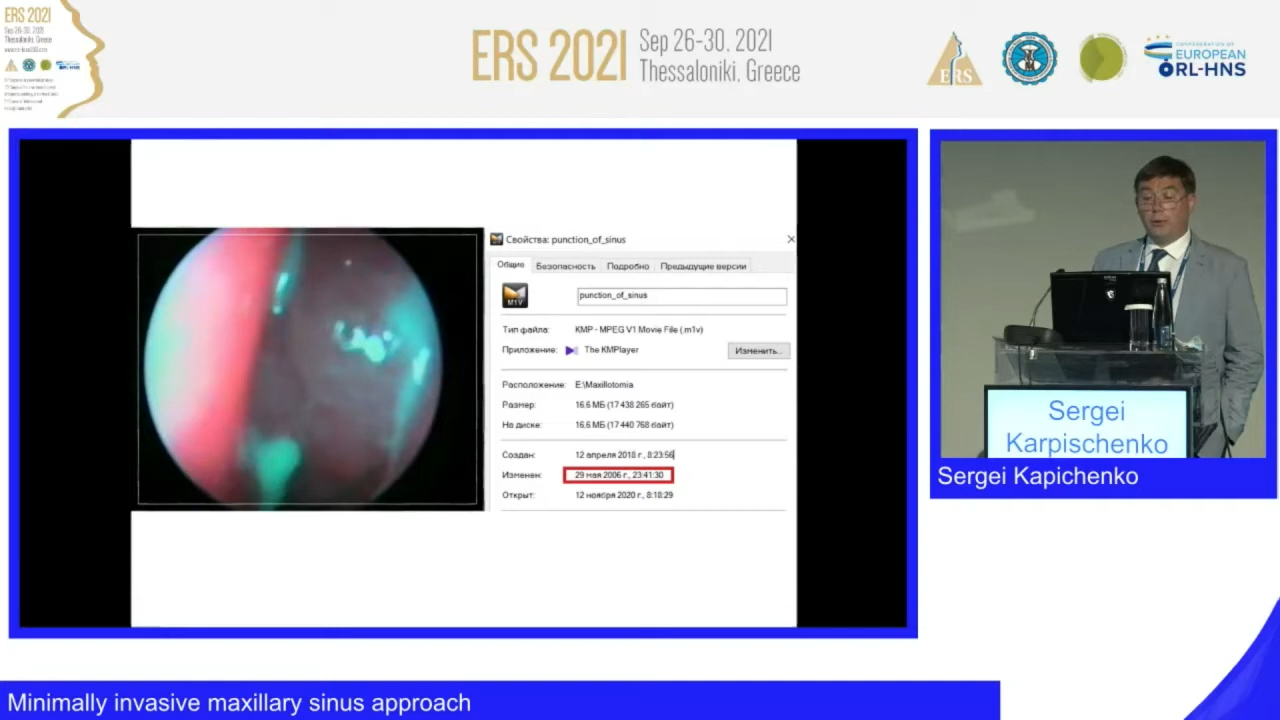 ERS 2021
Sep 26-30, 2021
Thessaloniki, Greece
ERS 2021
Sep 26-30, 2021
Thessaloniki, Greece
ERS
CONFEDERATION OF
EUROPEAN
ORL-HNS
Свойства: punction_of_sinus
Общие Безопасность Подробно Предыдущие версии
M1V
punction_of_sinus
Тип файла: KMP - MPEG V1 Movie File (.m1v)
Приложение: The KMPlayer Изменить...
Расположение: E:\Maxillotomia
Размер: 16.6 МБ (17 438 265 байт)
На диске: 16.6 МБ (17 440 768 байт)
Создан: 12 апреля 2018 г., 8:23:56
Изменен: 29 мая 2006 г., 23:41:30
Открыт: 12 ноября 2020 г., 8:18:29
Sergei
Karpischenko
Sergei Kapichenko
Minimally invasive maxillary sinus approach